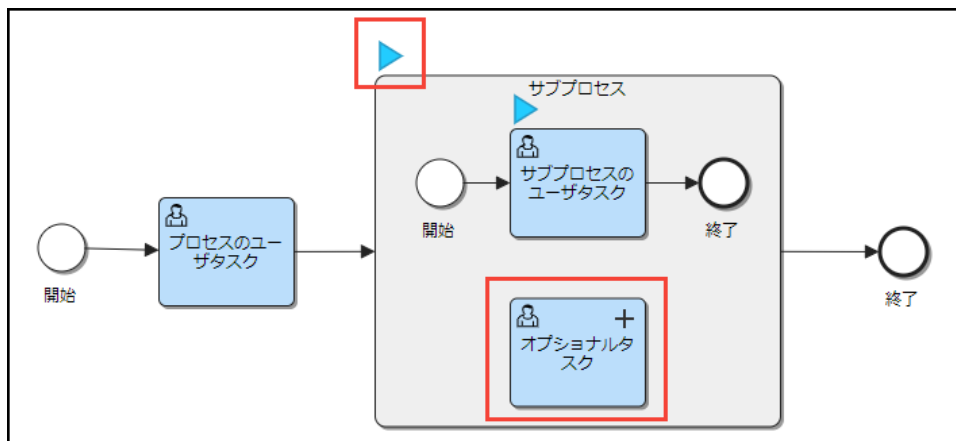 サブプロセス
サブプロセスの
ユーザタスク
開始
終了
プロセスのユー
ザタスク
開始
終了
オプショナルタ
スク